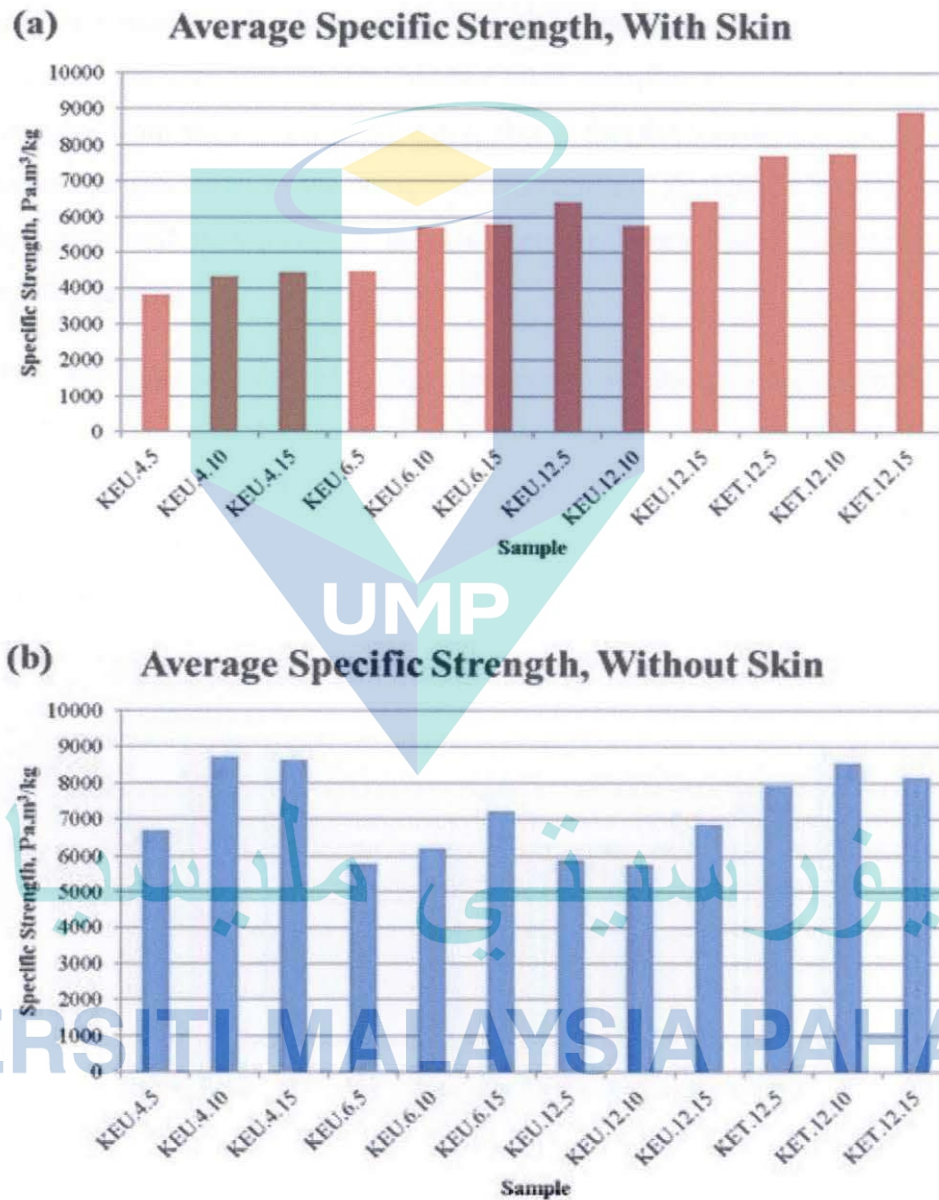 (a) Average Specific Strength, With Skin
Specific Strength, Pa.m³/kg
10000
9000
8000
7000
6000
5000
4000
3000
2000
1000
0
KEU.4.5 KEU.4.10 KEU.4.15 KEU.6.5 KEU.6.10 KEU.6.15 KEU.12.5 KEU.12.10 KEU.12.15 KET.12.5 KET.12.10 KET.12.15
Sample
UMP
(b) Average Specific Strength, Without Skin
Specific Strength, Pa.m³/kg
10000
9000
8000
7000
6000
5000
4000
3000
2000
1000
0
يۏرسيتي مليسيا
ERSITI MALAYSIA PAHA
KEU.4.5 KEU.4.10 KEU.4.15 KEU.6.5 KEU.6.10 KEU.6.15 KEU.12.5 KEU.12.10 KEU.12.15 KET.12.5 KET.12.10 KET.12.15
Sample